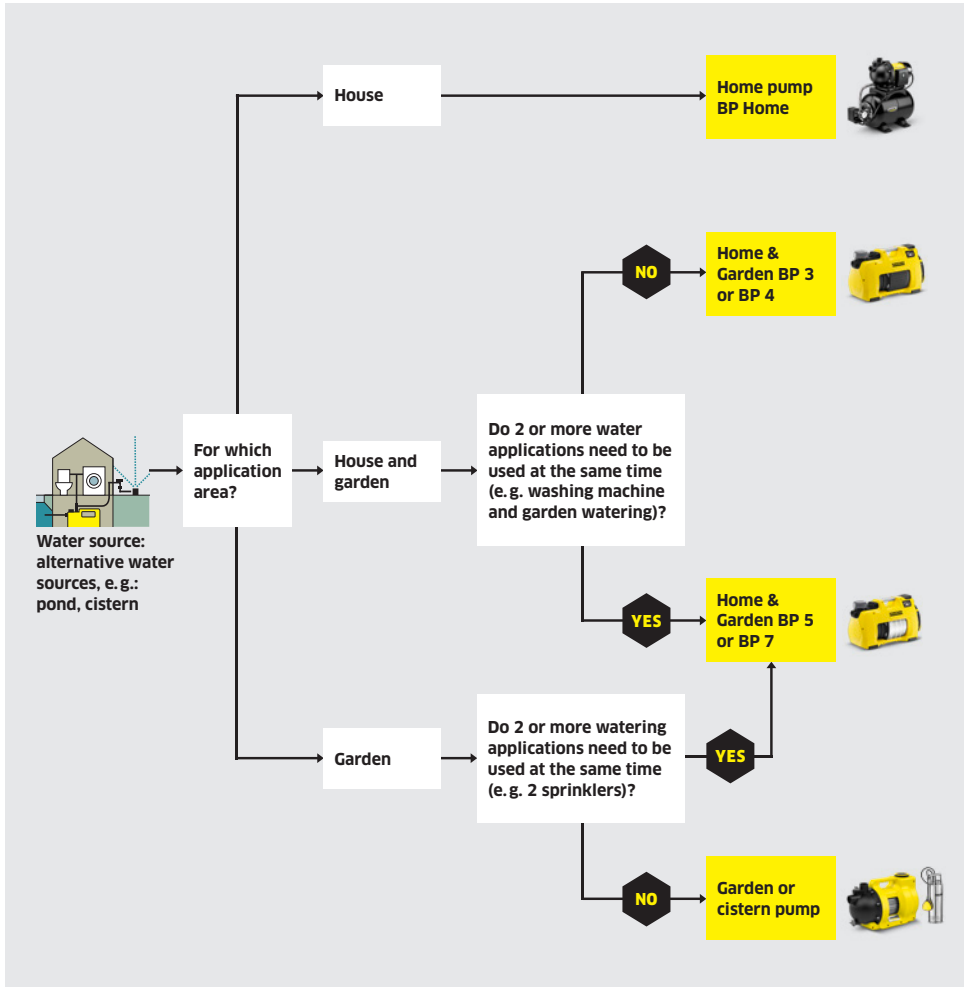 House
Home pump
BP Home
NO
Home &
Garden BP 3
or BP 4
For which
application
area?
House and
garden
Do 2 or more water
applications need to be
used at the same time
(e. g. washing machine
and garden watering)?
Water source:
alternative water
sources, e. g.:
pond, cistern
YES
Home &
Garden BP 5
or BP 7
Garden
Do 2 or more watering
applications need to be
used at the same time
(e. g. 2 sprinklers)?
YES
NO
Garden or
cistern pump